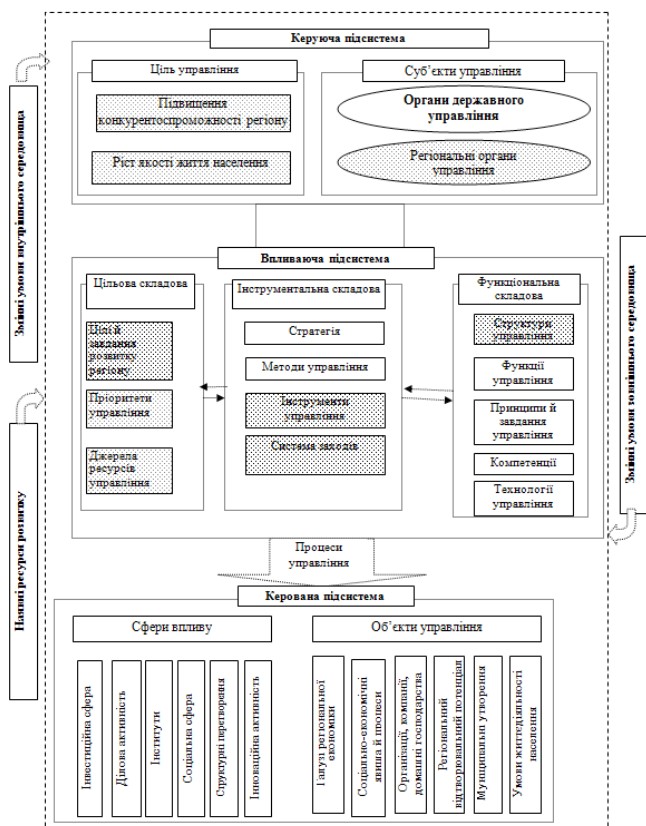 Керуюча підсистема
Ціль управління
Підвищення
конкурентоспроможності регіону
Ріст якості життя населення
Суб’єкти управління
Органи державного
управління
Регіональні органи
управління
Змінні умови внутрішнього середовища
Впливаюча підсистема
Цільова складова
Цілі й
завдання
розвитку
регіону
Пріоритети
управління
Джерела
ресурсів
управління
Інструментальна складова
Стратегія
Методи управління
Інструменти
управління
Система заходів
Функціональна
складова
Структури
управління
Функції
управління
Принципи й
завдання
управління
Компетенції
Технології
управління
Змінні умови зовнішнього середовища
Наявні ресурси розвитку
Процеси
управління
Керована підсистема
Сфери впливу
Інвестиційна сфера
Ділова активність
Інститути
Соціальна сфера
Структурні перетворення
Інноваційна активність
Об’єкти управління
Галузі регіональної
економіки
Соціально-економічні
явища й процеси
Організації, компанії,
домашні господарства
Регіональний
відтворювальний потенціал
Муниципальні утворення
Умови життєдіяльності
населення